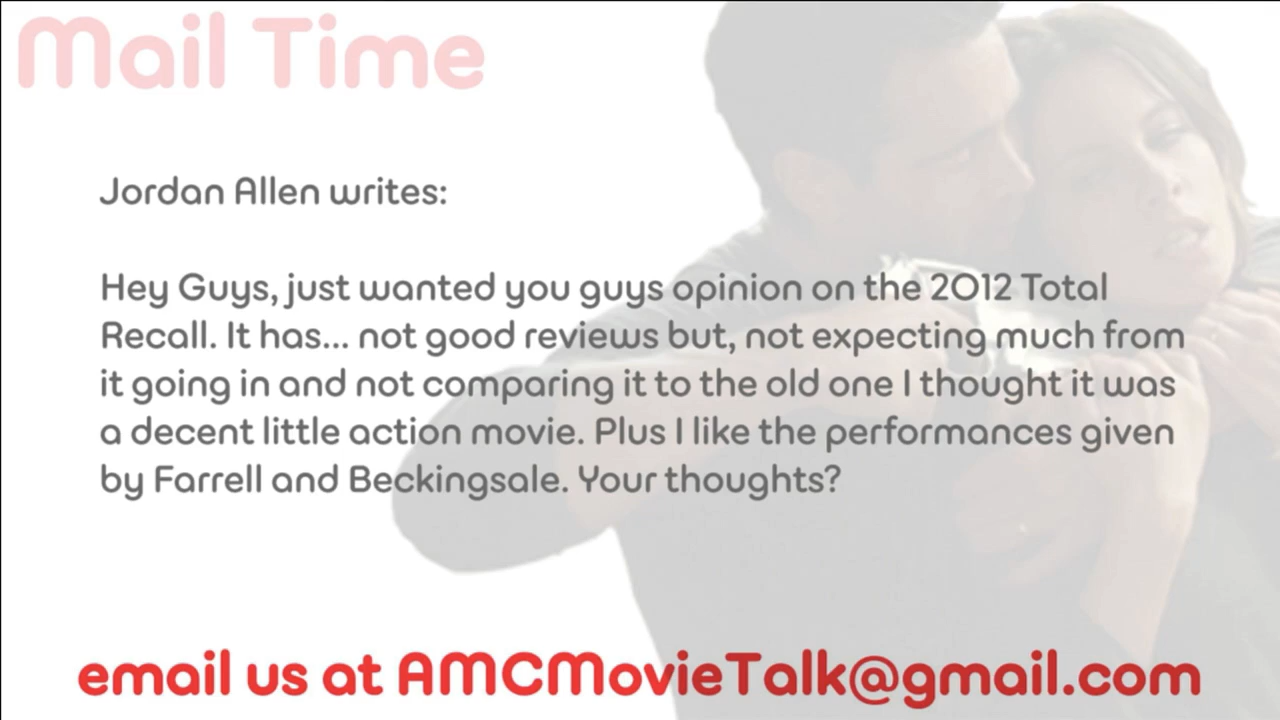 Mail Time
Jordan Allen writes:
Hey Guys, just wanted you guys opinion on the 2012 Total
Recall. It has... not good reviews but, not expecting much from
it going in and not comparing it to the old one I thought it was
a decent little action movie. Plus I like the performances given
by Farrell and Beckingsale. Your thoughts?
email us at AMCMovieTalk@gmail.com